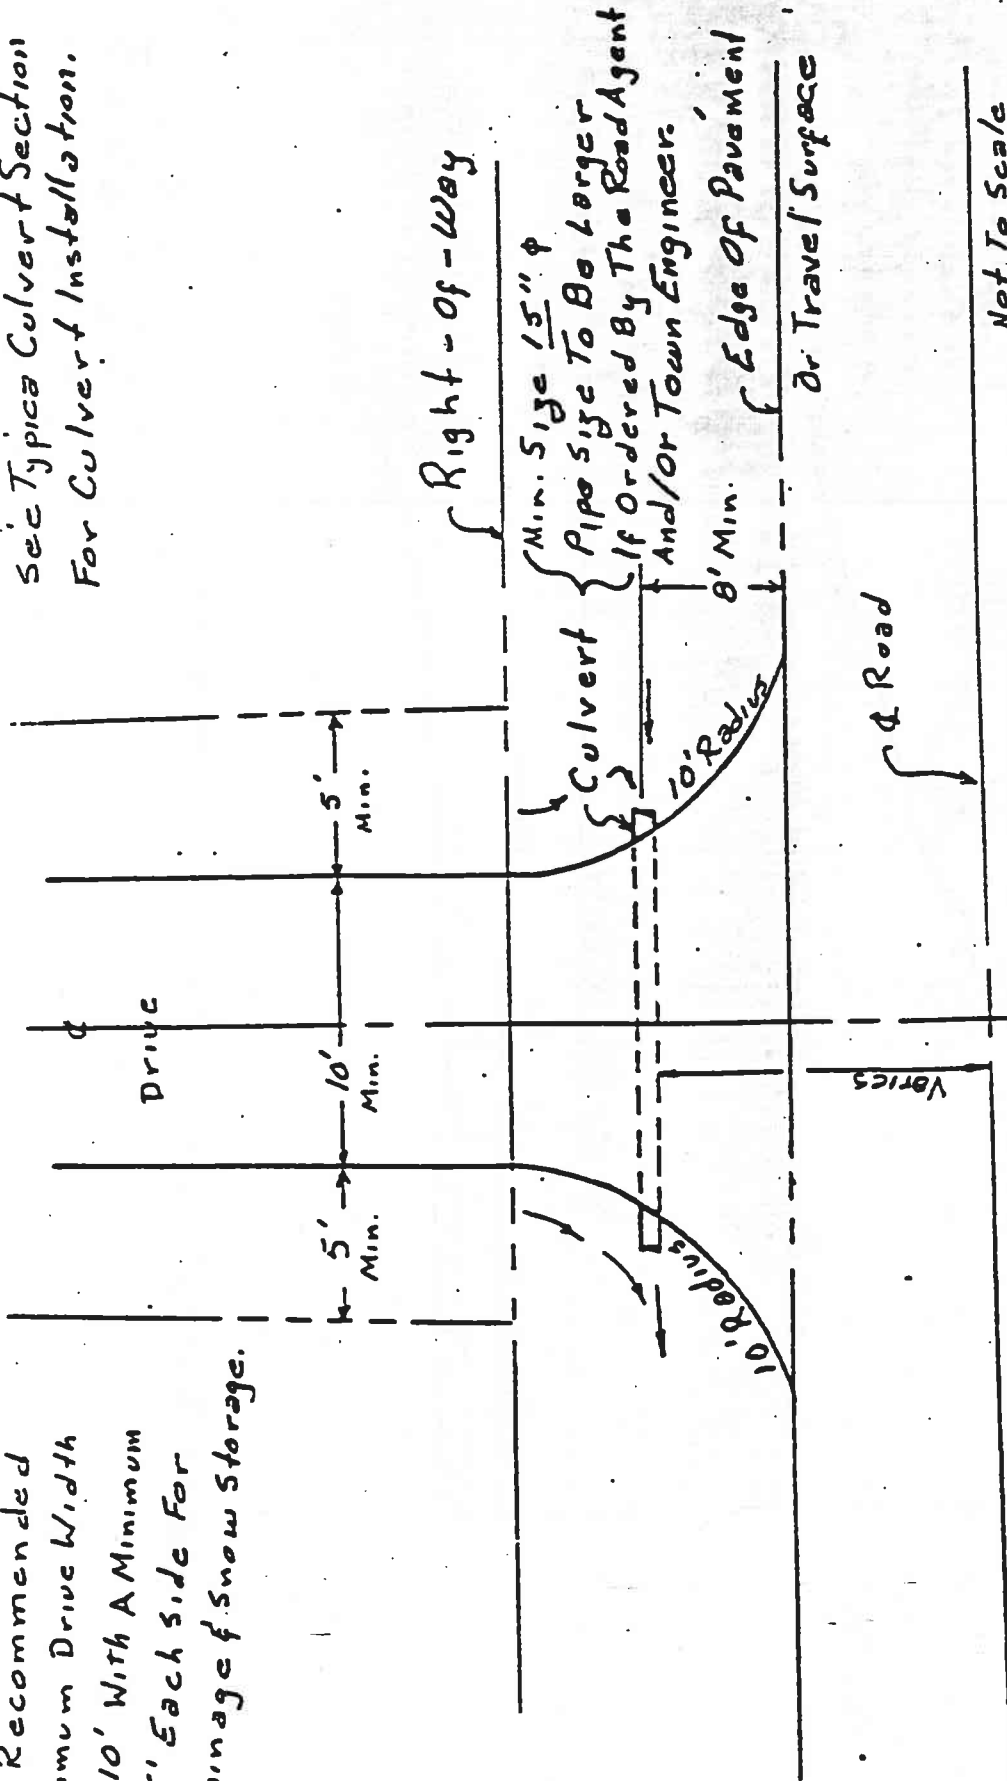 Recommended
mum Drive Width
10' With A Minimum
5' Each Side For
inage & Snow Storage.
See Typica Culvert Section
For Culvert Installation.
℄
Drive
5'
Min.
10'
Min.
5'
Min.
Right-Of-Way
Culvert
Min. Size 15" φ
Pipe Size To Be Larger
If Ordered By The Road Agent
And/Or Town Engineer.
10' Radius
10' Radius
8' Min.
Edge Of Pavement
Or Travel Surface
Varies
℄ Road
Not To Scale